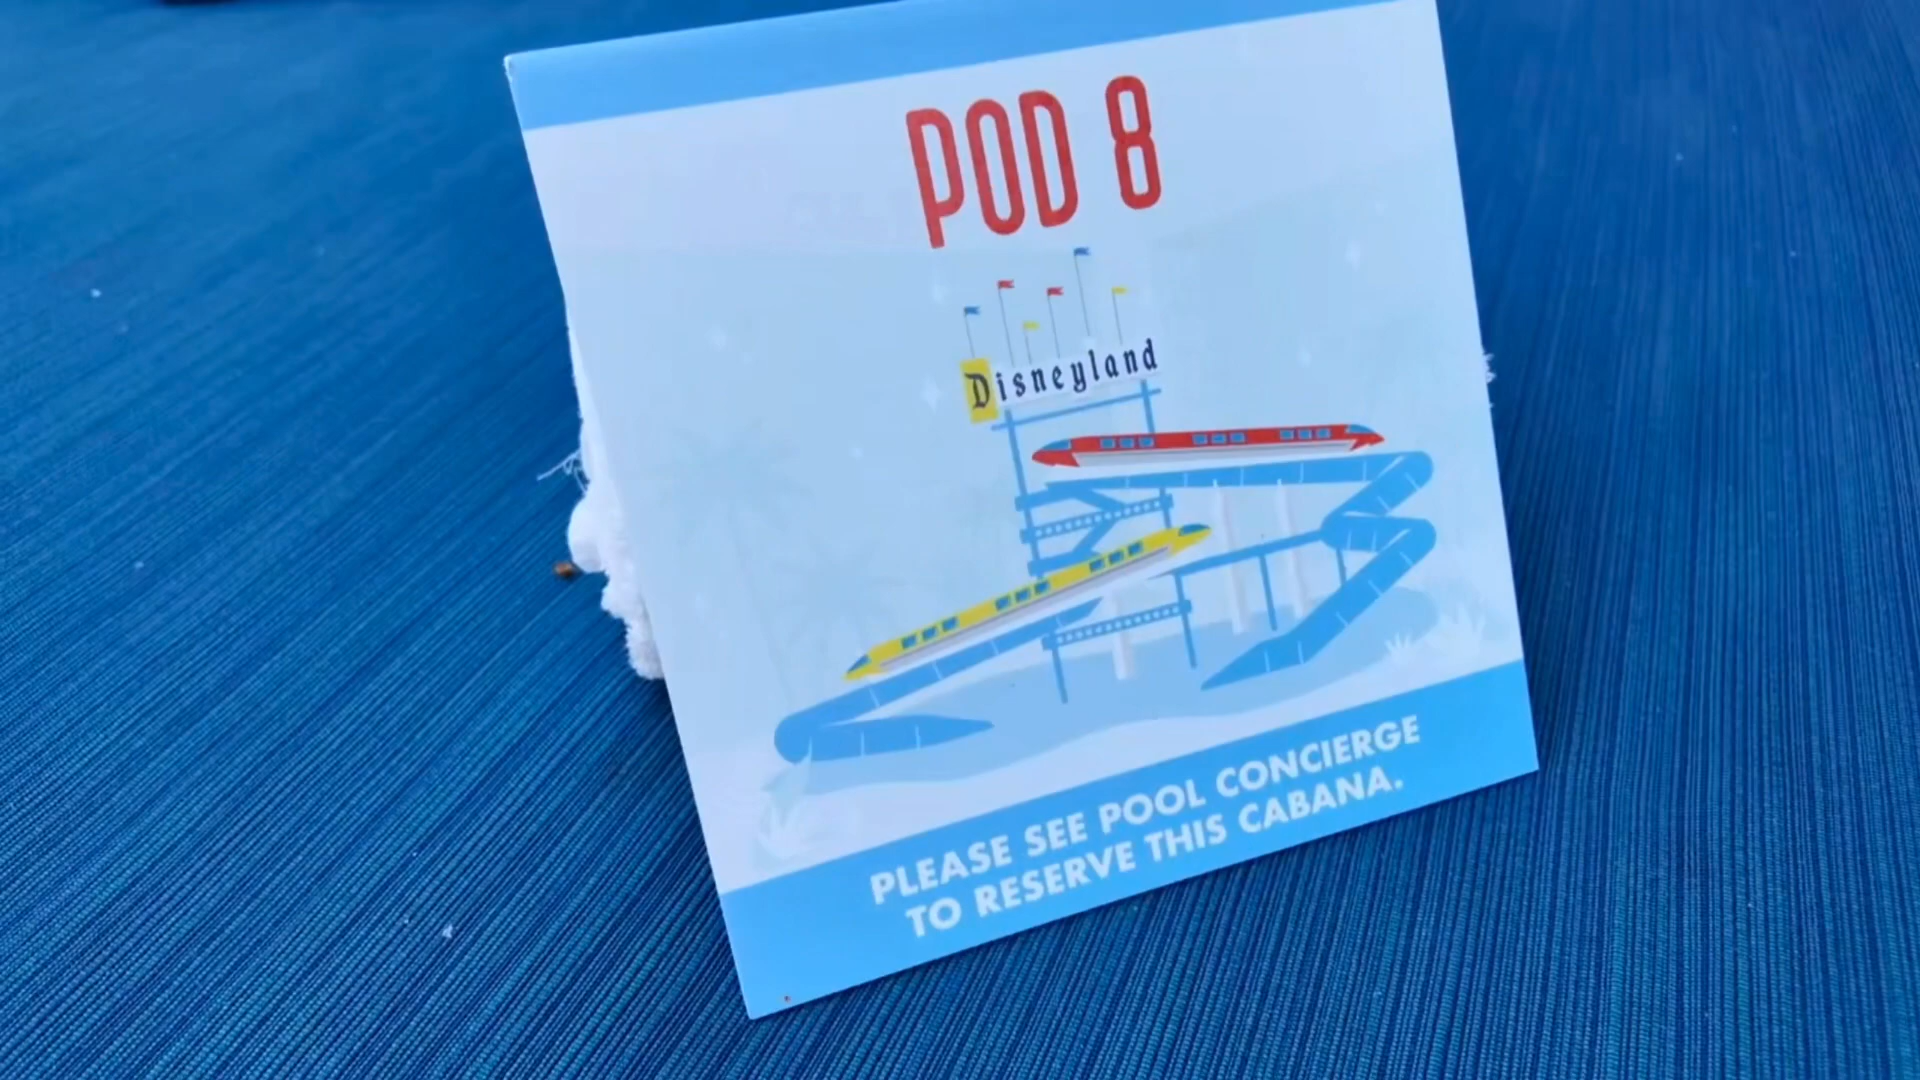 POD 8
Disneyland
PLEASE SEE POOL CONCIERGE
TO RESERVE THIS CABANA.